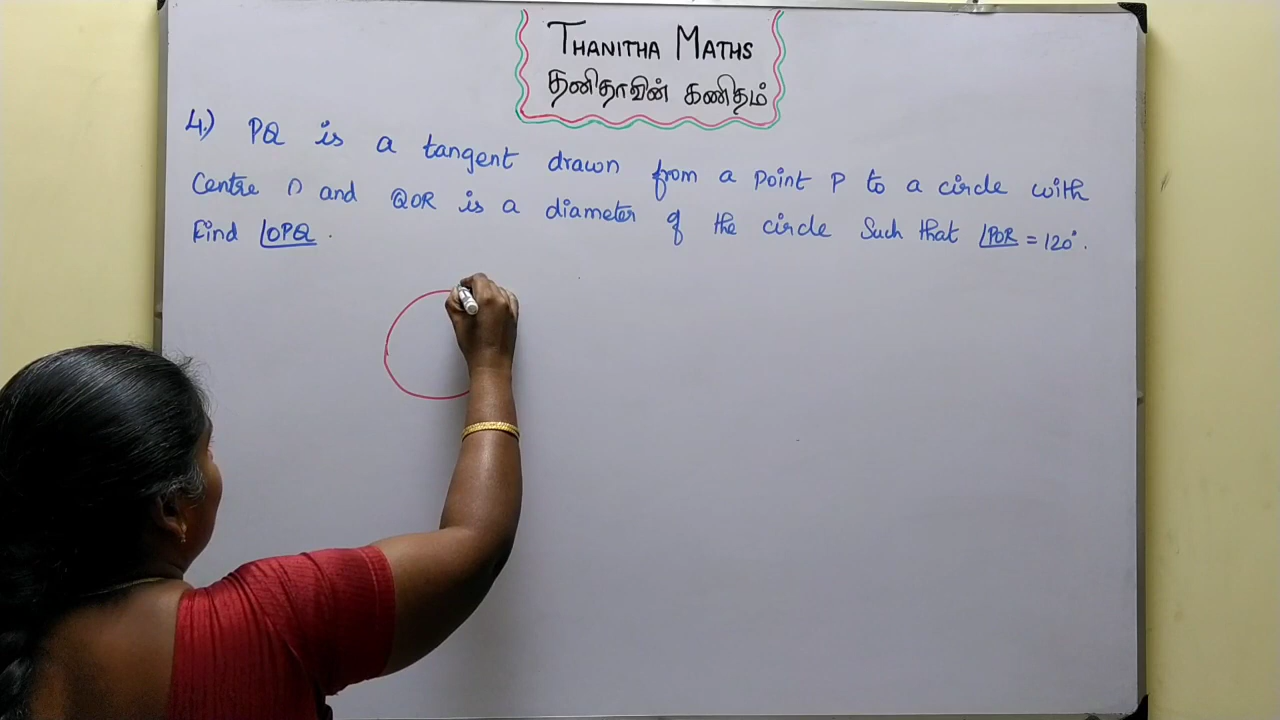 THANITHA MATHS
தனிதாவின் கணிதம்
4.) PQ is a tangent drawn from a point P to a circle with
Centre O and QOR is a diameter of the circle Such that ∠POR = 120°.
Find ∠OPQ.